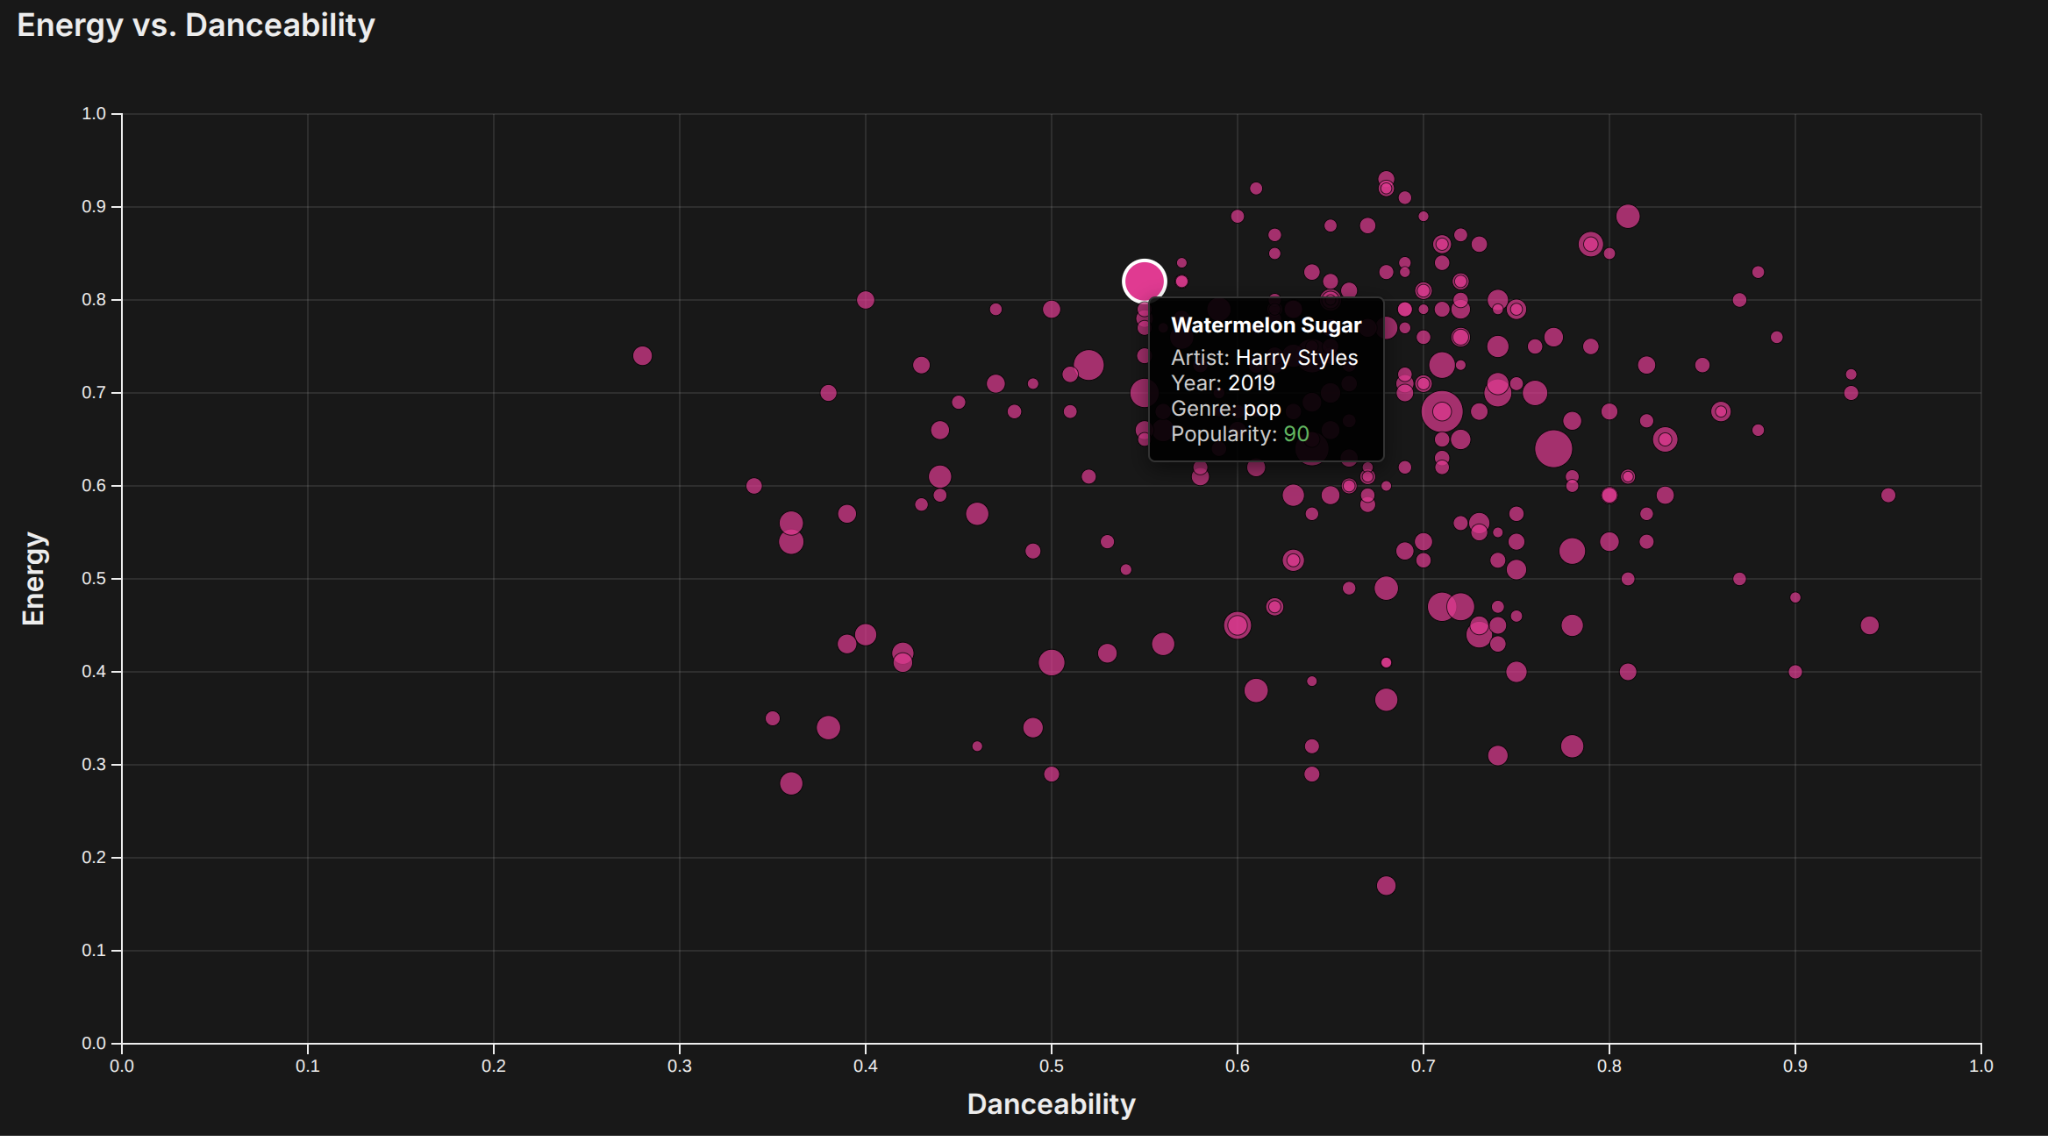 Energy vs. Danceability
1.0
0.9
0.8
0.7
0.6
0.5
0.4
0.3
0.2
0.1
0.0
Energy
Watermelon Sugar
Artist: Harry Styles
Year: 2019
Genre: pop
Popularity: 90
0.0 0.1 0.2 0.3 0.4 0.5 0.6 0.7 0.8 0.9 1.0
Danceability